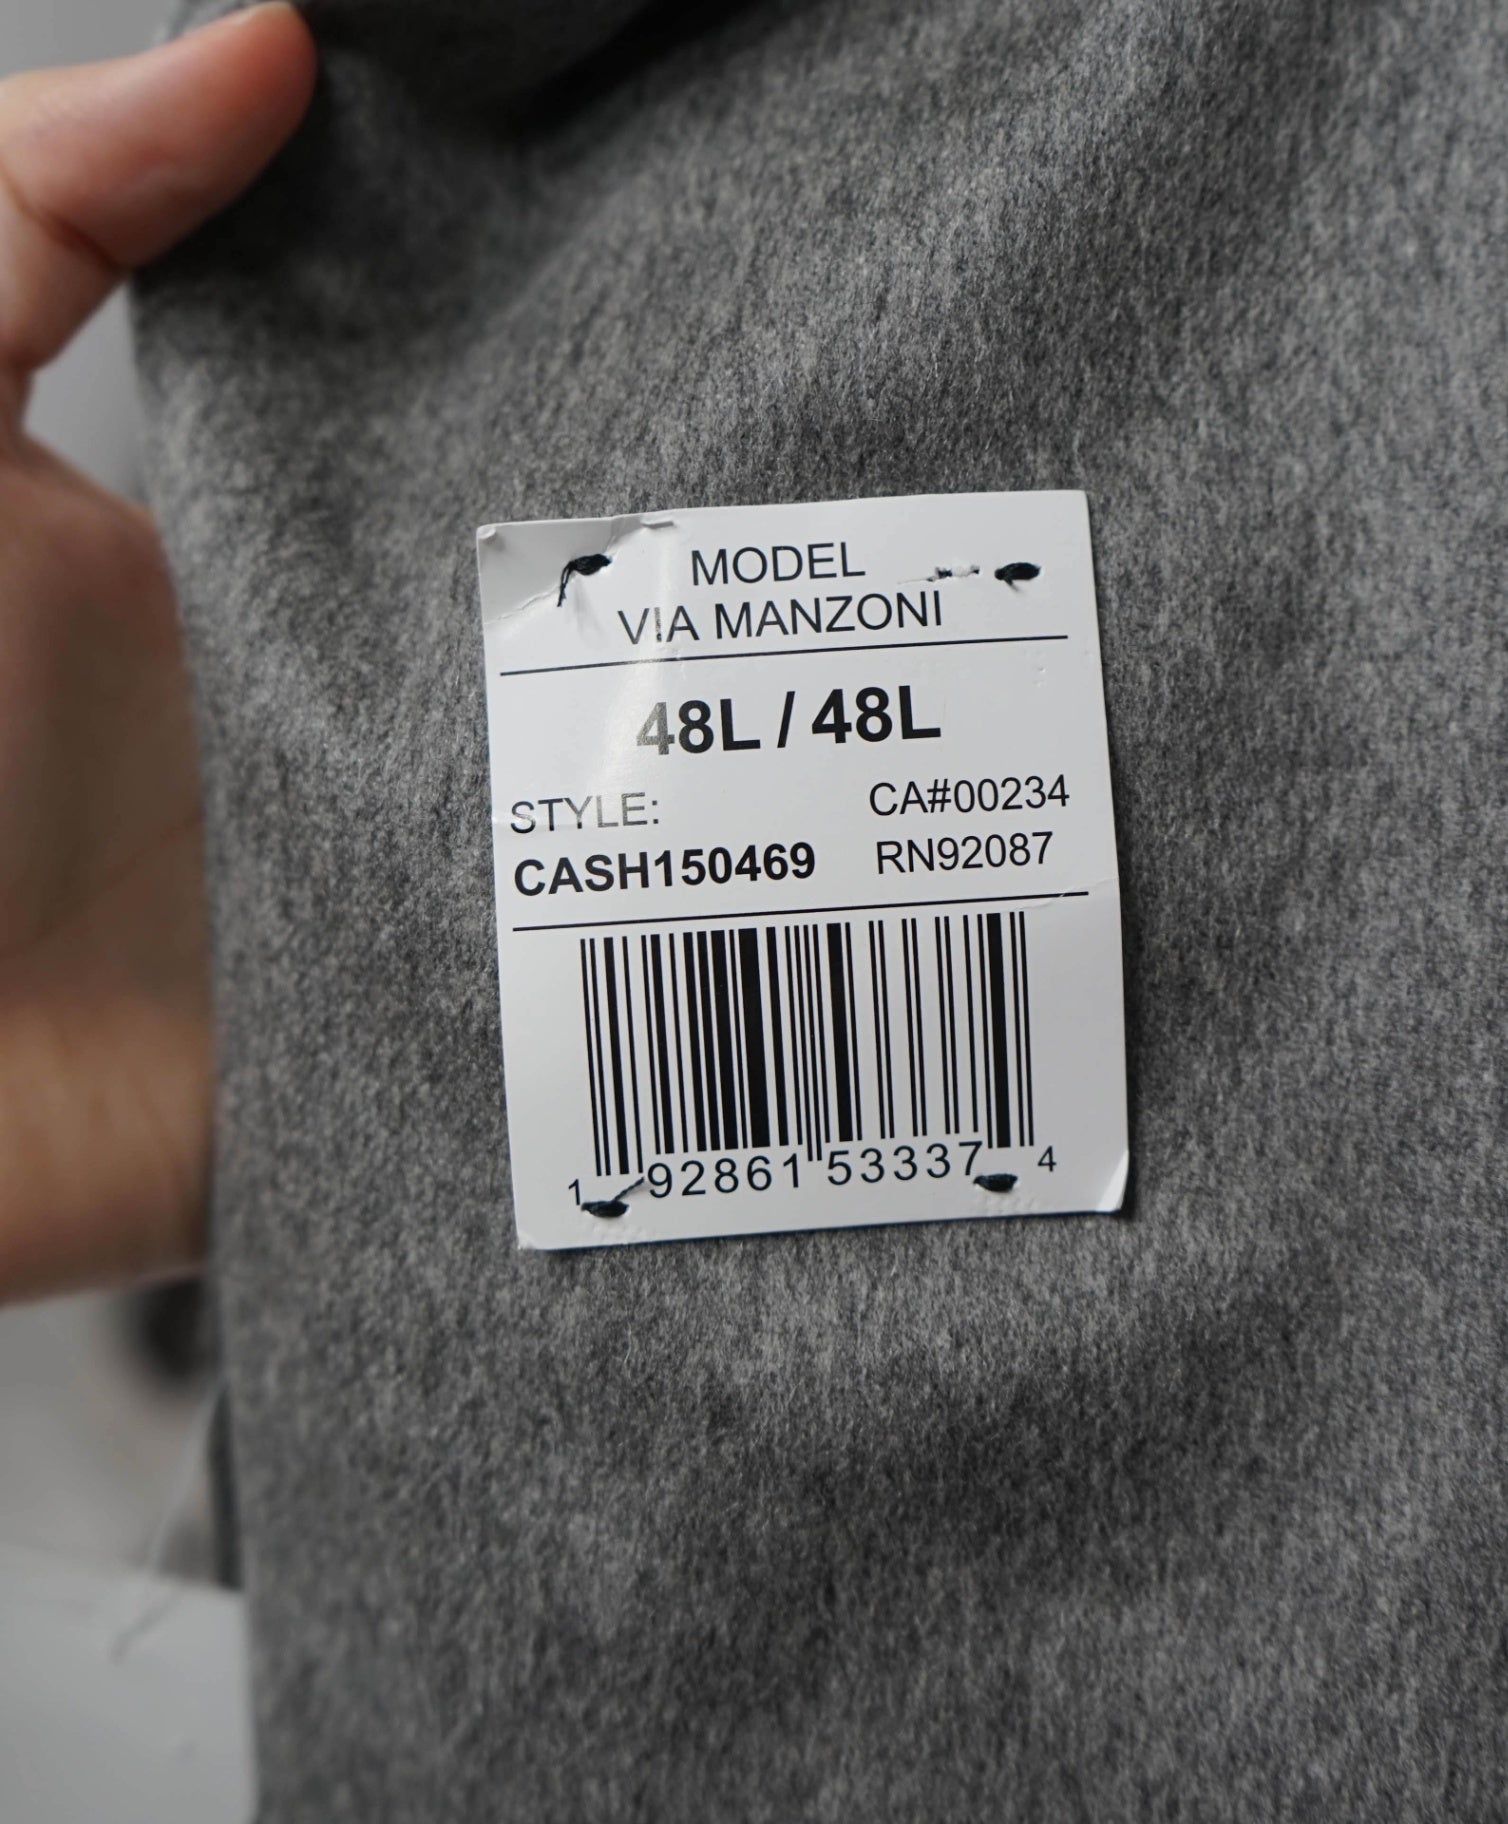 MODEL
VIA MANZONI
48L / 48L
STYLE:
CA#00234
CASH150469
RN92087
1 92861 53337 4